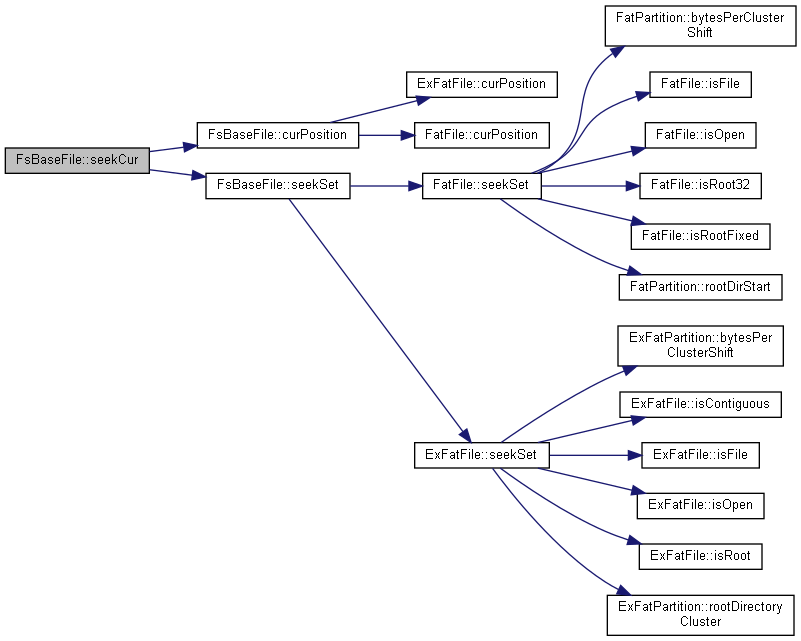 FatPartition::bytesPerCluster
Shift
ExFatFile::curPosition
FatFile::isFile
FsBaseFile::curPosition
FatFile::curPosition
FatFile::isOpen
FsBaseFile::seekCur
FsBaseFile::seekSet
FatFile::seekSet
FatFile::isRoot32
FatFile::isRootFixed
FatPartition::rootDirStart
ExFatPartition::bytesPer
ClusterShift
ExFatFile::isContiguous
ExFatFile::seekSet
ExFatFile::isFile
ExFatFile::isOpen
ExFatFile::isRoot
ExFatPartition::rootDirectory
Cluster